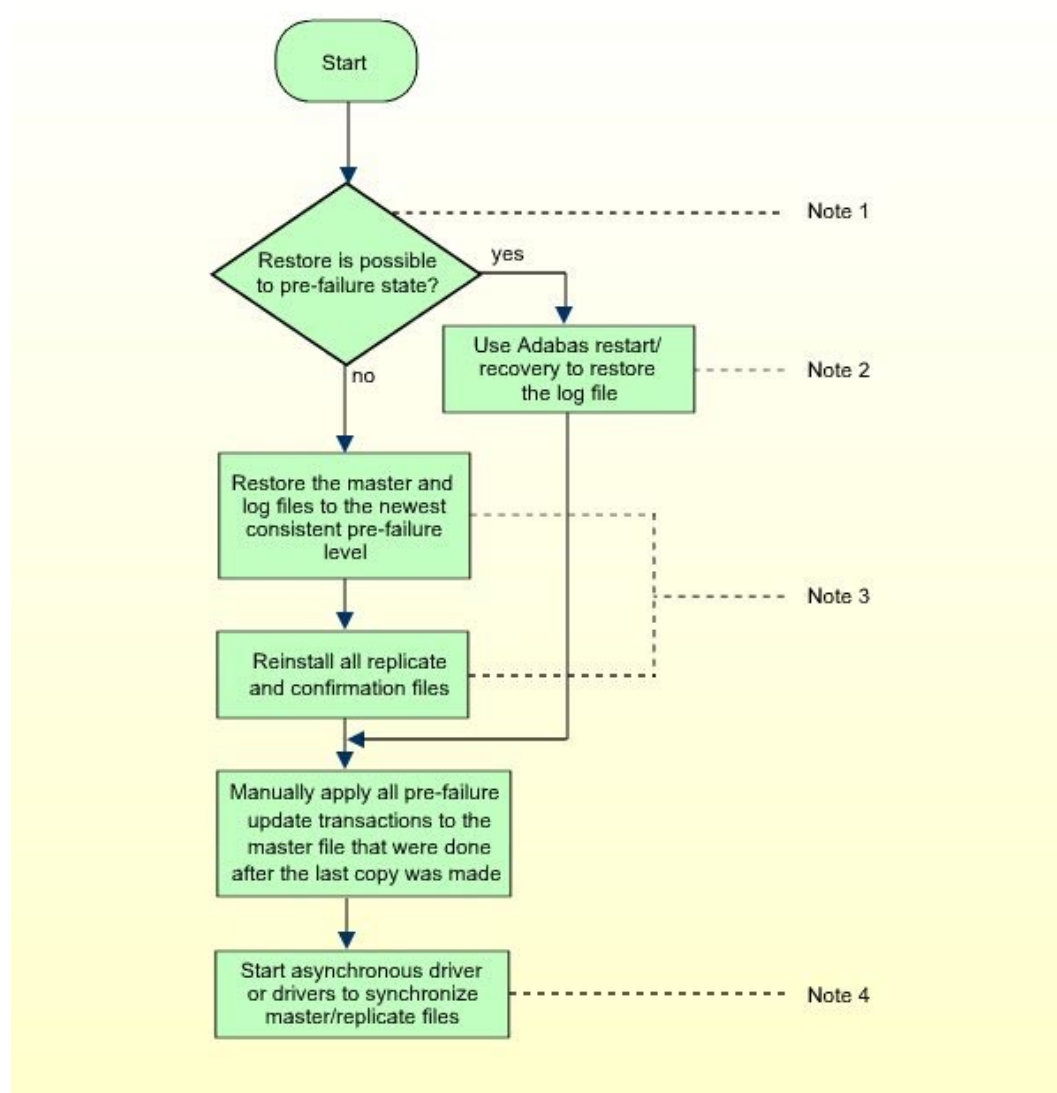 Start
Note 1
Restore is possible
to pre-failure state?
yes
no
Use Adabas restart/
recovery to restore
the log file
Note 2
Restore the master and
log files to the newest
consistent pre-failure
level
Note 3
Reinstall all replicate
and confirmation files
Manually apply all pre-failure
update transactions to the
master file that were done
after the last copy was made
Start asynchronous driver
or drivers to synchronize
master/replicate files
Note 4